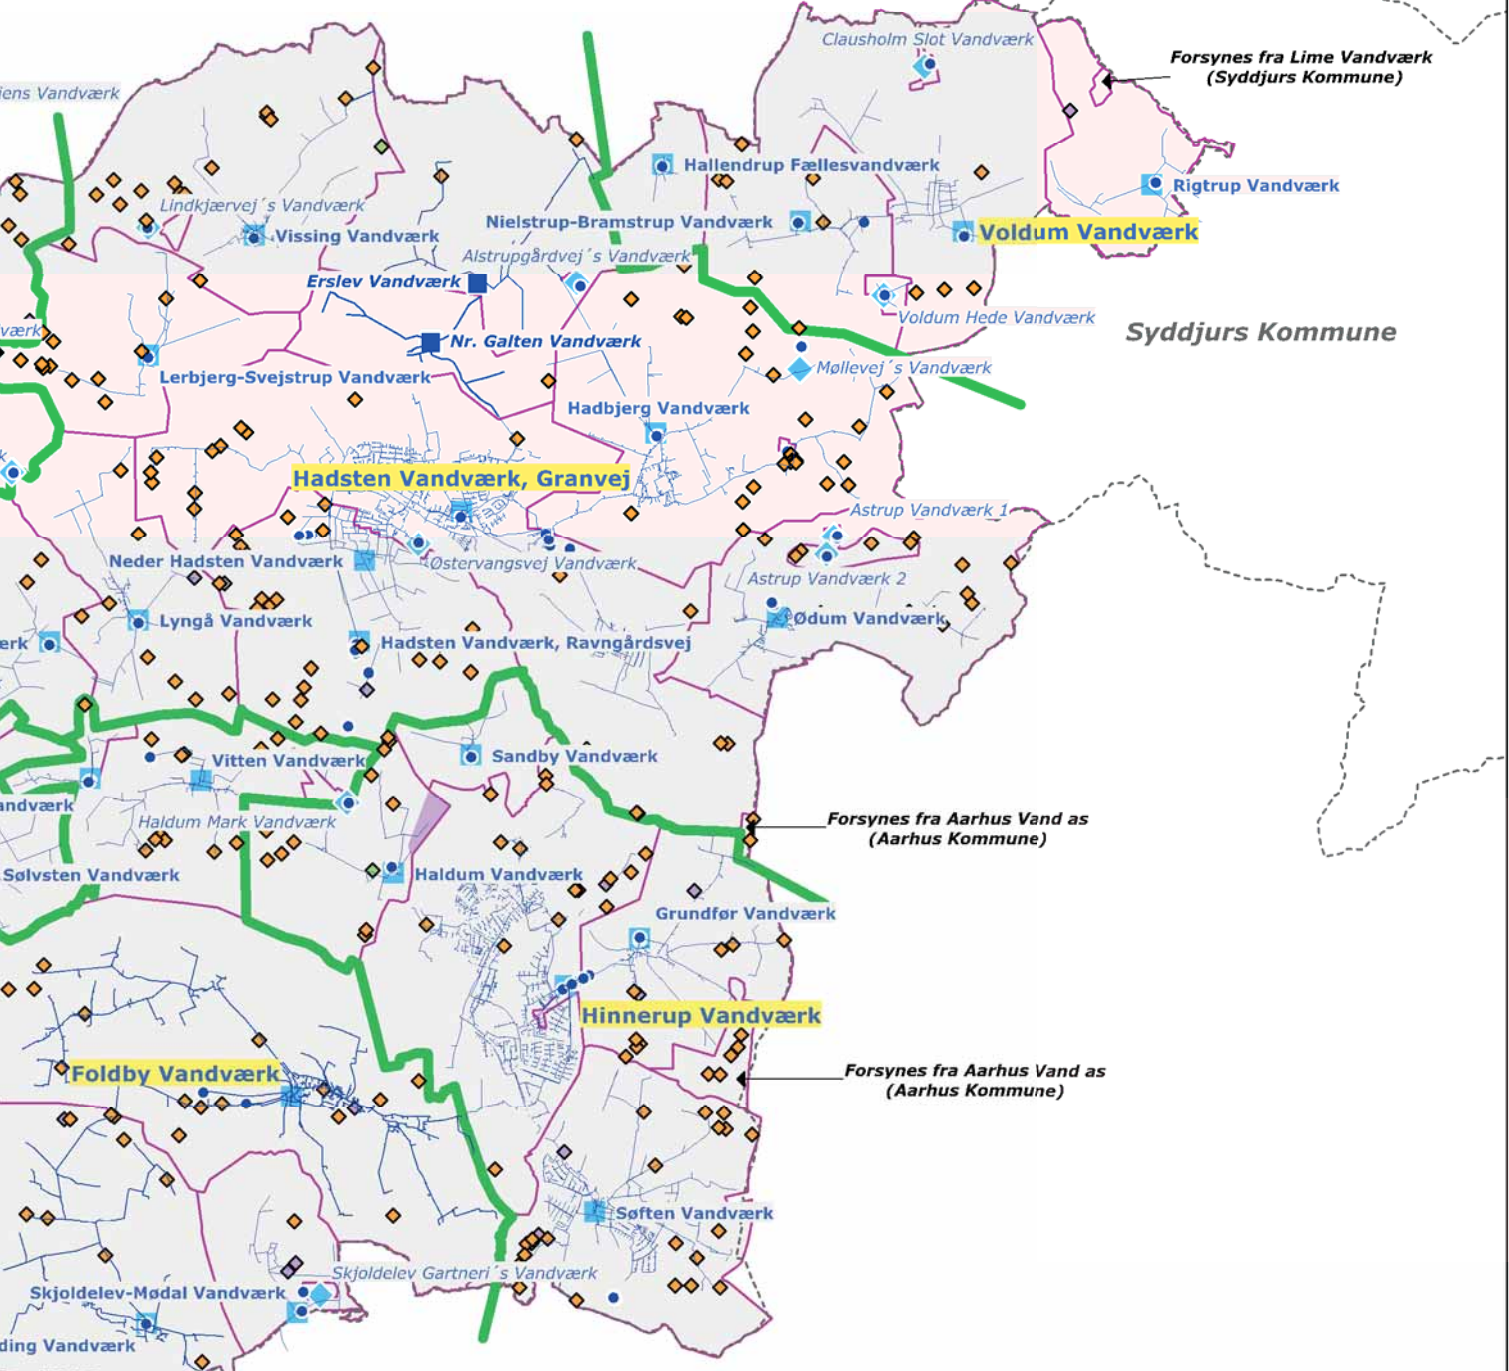 Clausholm Slot Vandværk
Forsynes fra Lime Vandværk
(Syddjurs Kommune)
Vandværk
Hallendrup Fællesvandværk
Rigtrup Vandværk
Lindkjærvej´s Vandværk
Nielstrup-Bramstrup Vandværk
Voldum Vandværk
Vissing Vandværk
Alstrupgårdvej´s Vandværk
Erslev Vandværk
Voldum Hede Vandværk
værk
Syddjurs Kommune
Nr. Galten Vandværk
Møllevej´s Vandværk
Lerbjerg-Svejstrup Vandværk
Hadbjerg Vandværk
Hadsten Vandværk, Granvej
Astrup Vandværk 1
Neder Hadsten Vandværk
Østervangsvej Vandværk
Astrup Vandværk 2
Lyngå Vandværk
Ødum Vandværk
ærk
Hadsten Vandværk, Ravngårdsvej
Sandby Vandværk
Vitten Vandværk
andværk
Haldum Mark Vandværk
Forsynes fra Aarhus Vand as
(Aarhus Kommune)
Sølvsten Vandværk
Haldum Vandværk
Grundfør Vandværk
Hinnerup Vandværk
Foldby Vandværk
Forsynes fra Aarhus Vand as
(Aarhus Kommune)
Søften Vandværk
Skjoldelev Gartneri´s Vandværk
Skjoldelev-Mødal Vandværk
ding Vandværk